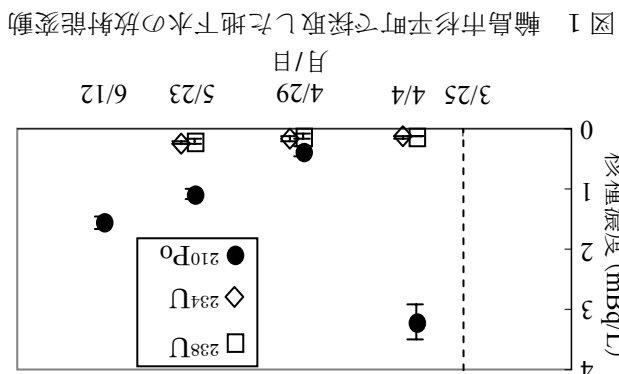 核種濃度 (mBq/L)
4
3
2
1
0
□ ²³⁸U
◇ ²³⁴U
● ²¹⁰Po
3/25 4/4 4/29 5/23 6/12
月/日
図 1 輪島市杉平町で採取した地下水の放射能変動